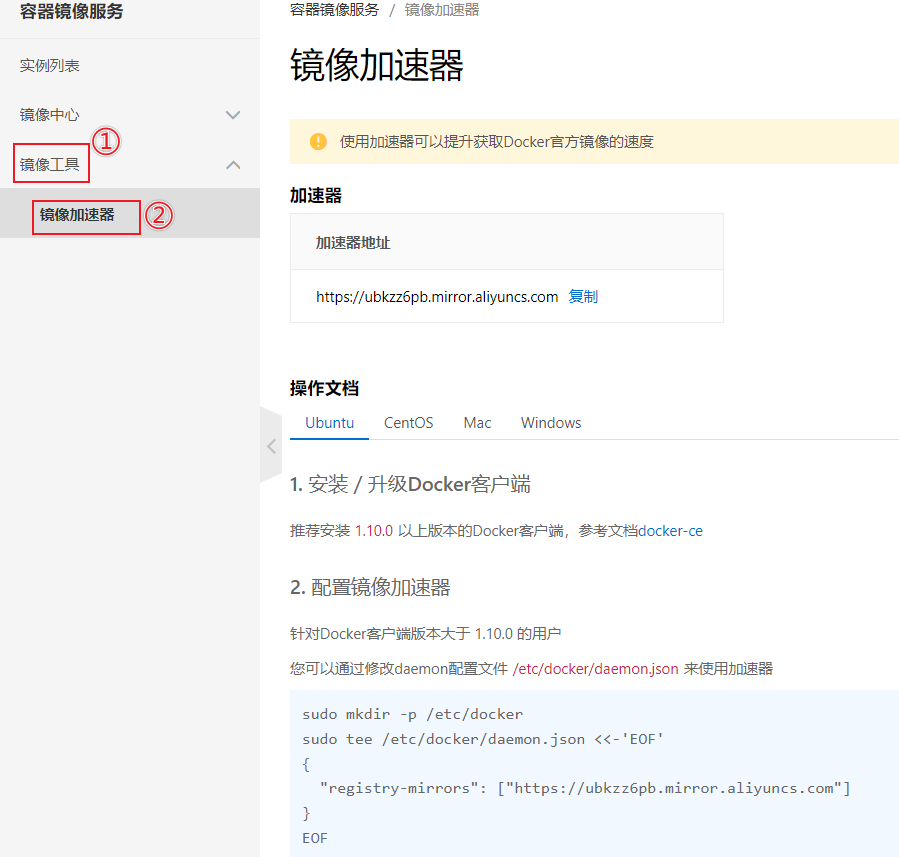 容器镜像服务
实例列表
镜像中心
①
镜像工具
镜像加速器
②
容器镜像服务 / 镜像加速器
镜像加速器
使用加速器可以提升获取Docker官方镜像的速度
加速器
加速器地址
https://ubkzz6pb.mirror.aliyuncs.com 复制
操作文档
Ubuntu CentOS Mac Windows
1. 安装 / 升级Docker客户端
推荐安装 1.10.0 以上版本的Docker客户端，参考文档docker-ce
2. 配置镜像加速器
针对Docker客户端版本大于 1.10.0 的用户
您可以通过修改daemon配置文件 /etc/docker/daemon.json 来使用加速器
sudo mkdir -p /etc/docker
sudo tee /etc/docker/daemon.json <<-'EOF'
{
  "registry-mirrors": ["https://ubkzz6pb.mirror.aliyuncs.com"]
}
EOF